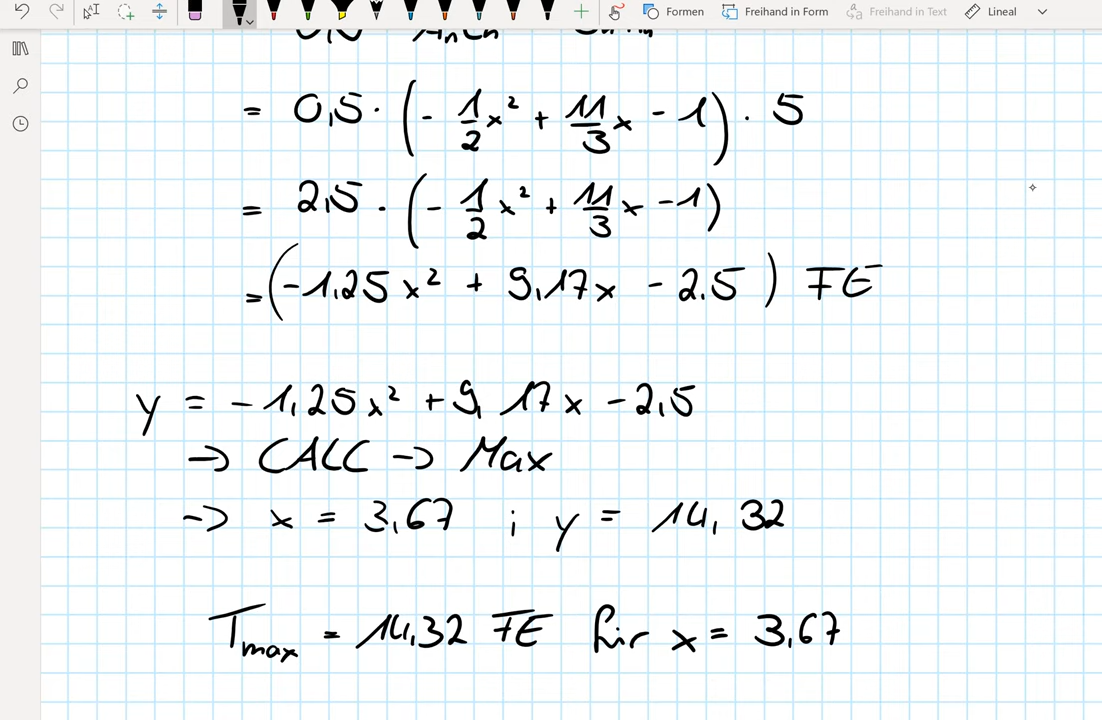 Formen Freihand in Form Freihand in Text Lineal
= 0,5 · (- 1/2 x² + 11/3 x - 1) · 5
= 2,5 · (- 1/2 x² + 11/3 x - 1)
= (-1,25x² + 9,17x - 2,5) FE
y = -1,25x² + 9,17x - 2,5
→ CALC → Max
→ x = 3,67 ; y = 14,32
Tmax = 14,32 FE für x = 3,67